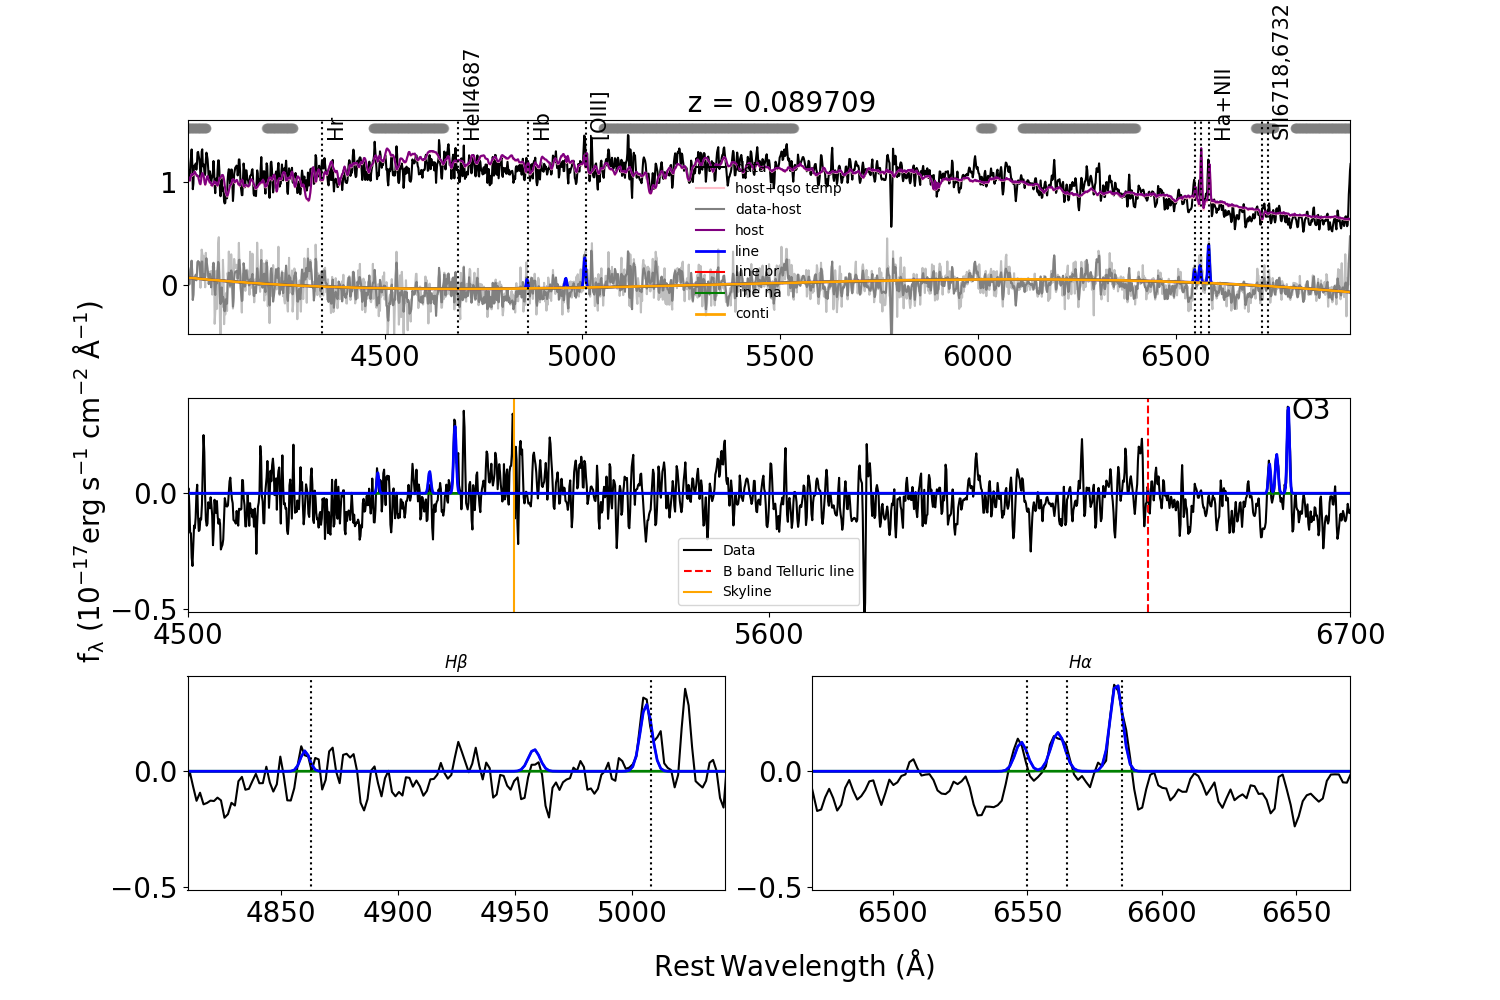 z = 0.089709
Hr
HeII4687
Hb
[OIII]
Ha+NII
SII6718,6732
host+qso temp
data-host
host
line
line br
line na
conti
1
0
4500 5000 5500 6000 6500
f_λ (10^−17 erg s^−1 cm^−2 Å^−1)
O3
0.0
−0.5
Data
B band Telluric line
Skyline
4500 5600 6700
Hβ
0.0
−0.5
4850 4900 4950 5000
Hα
0.0
−0.5
6500 6550 6600 6650
Rest Wavelength (Å)